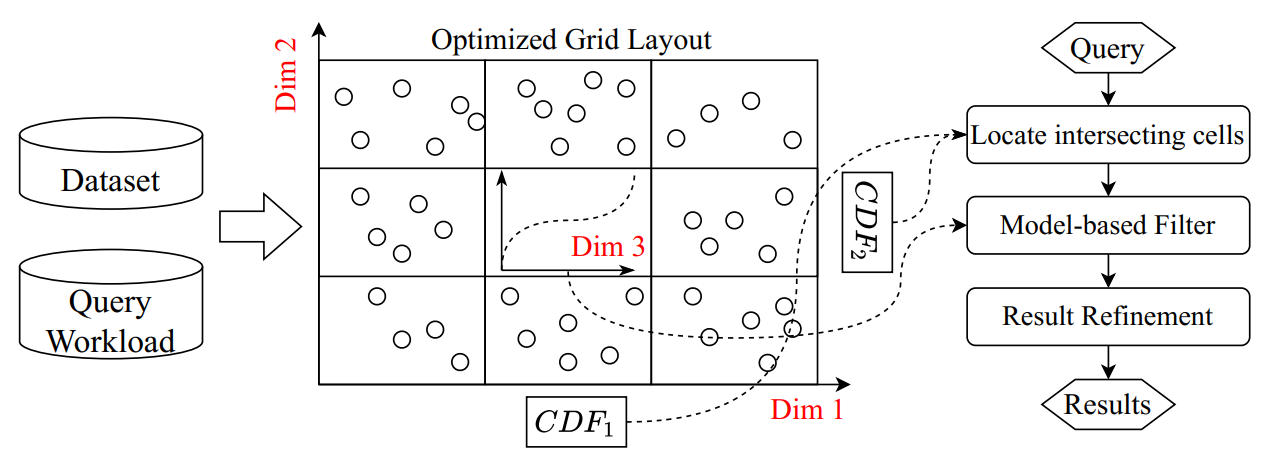 Dataset
Query
Workload
Optimized Grid Layout
Dim 2
Dim 3
Dim 1
CDF₁
CDF₂
Query
Locate intersecting cells
Model-based Filter
Result Refinement
Results